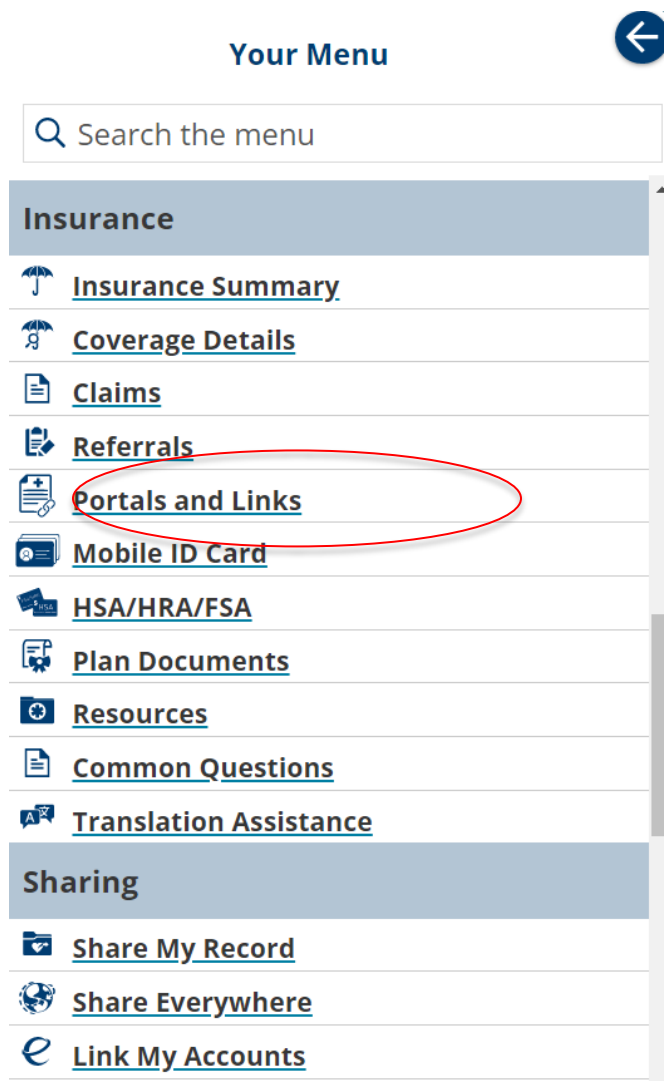 Your Menu
Search the menu
Insurance
Insurance Summary
Coverage Details
Claims
Referrals
Portals and Links
Mobile ID Card
HSA/HRA/FSA
Plan Documents
Resources
Common Questions
Translation Assistance
Sharing
Share My Record
Share Everywhere
Link My Accounts